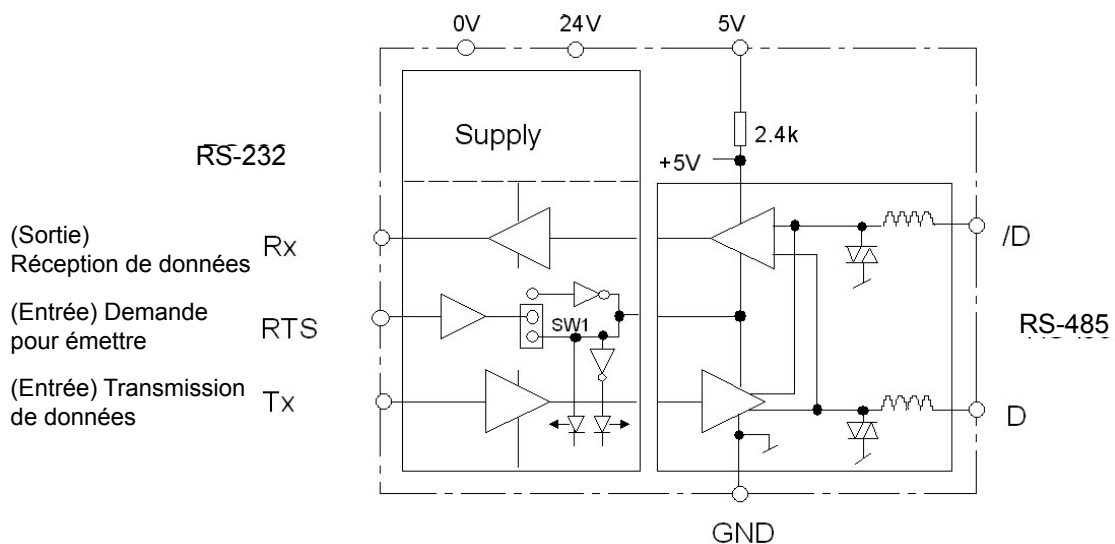 0V 24V 5V
2.4k
Supply
+5V
RS-232
(Sortie)
Réception de données Rx
/D
(Entrée) Demande
pour émettre RTS
SW1
RS-485
(Entrée) Transmission
de données Tx
D
GND